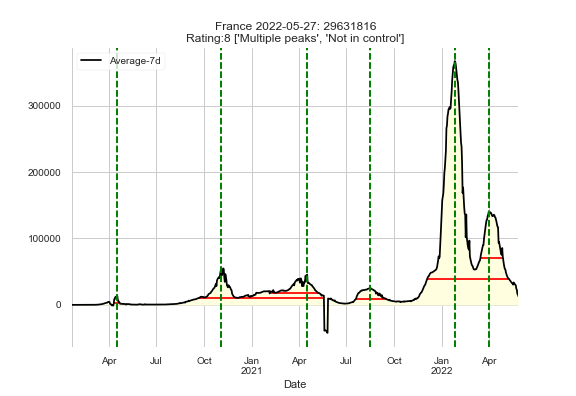 France 2022-05-27: 29631816
Rating:8 ['Multiple peaks', 'Not in control']
Average-7d
300000
200000
100000
0
Apr Jul Oct Jan Apr Jul Oct Jan Apr
2021 2022
Date